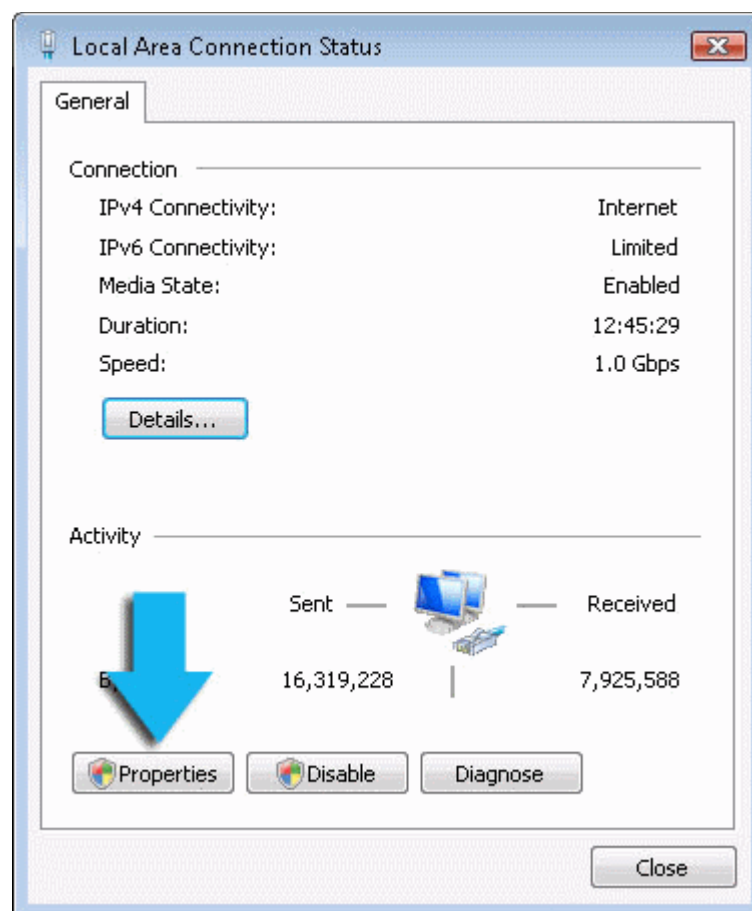 Local Area Connection Status
General
Connection
IPv4 Connectivity: Internet
IPv6 Connectivity: Limited
Media State: Enabled
Duration: 12:45:29
Speed: 1.0 Gbps
Details...
Activity
Sent Received
16,319,228 7,925,588
Properties Disable Diagnose
Close